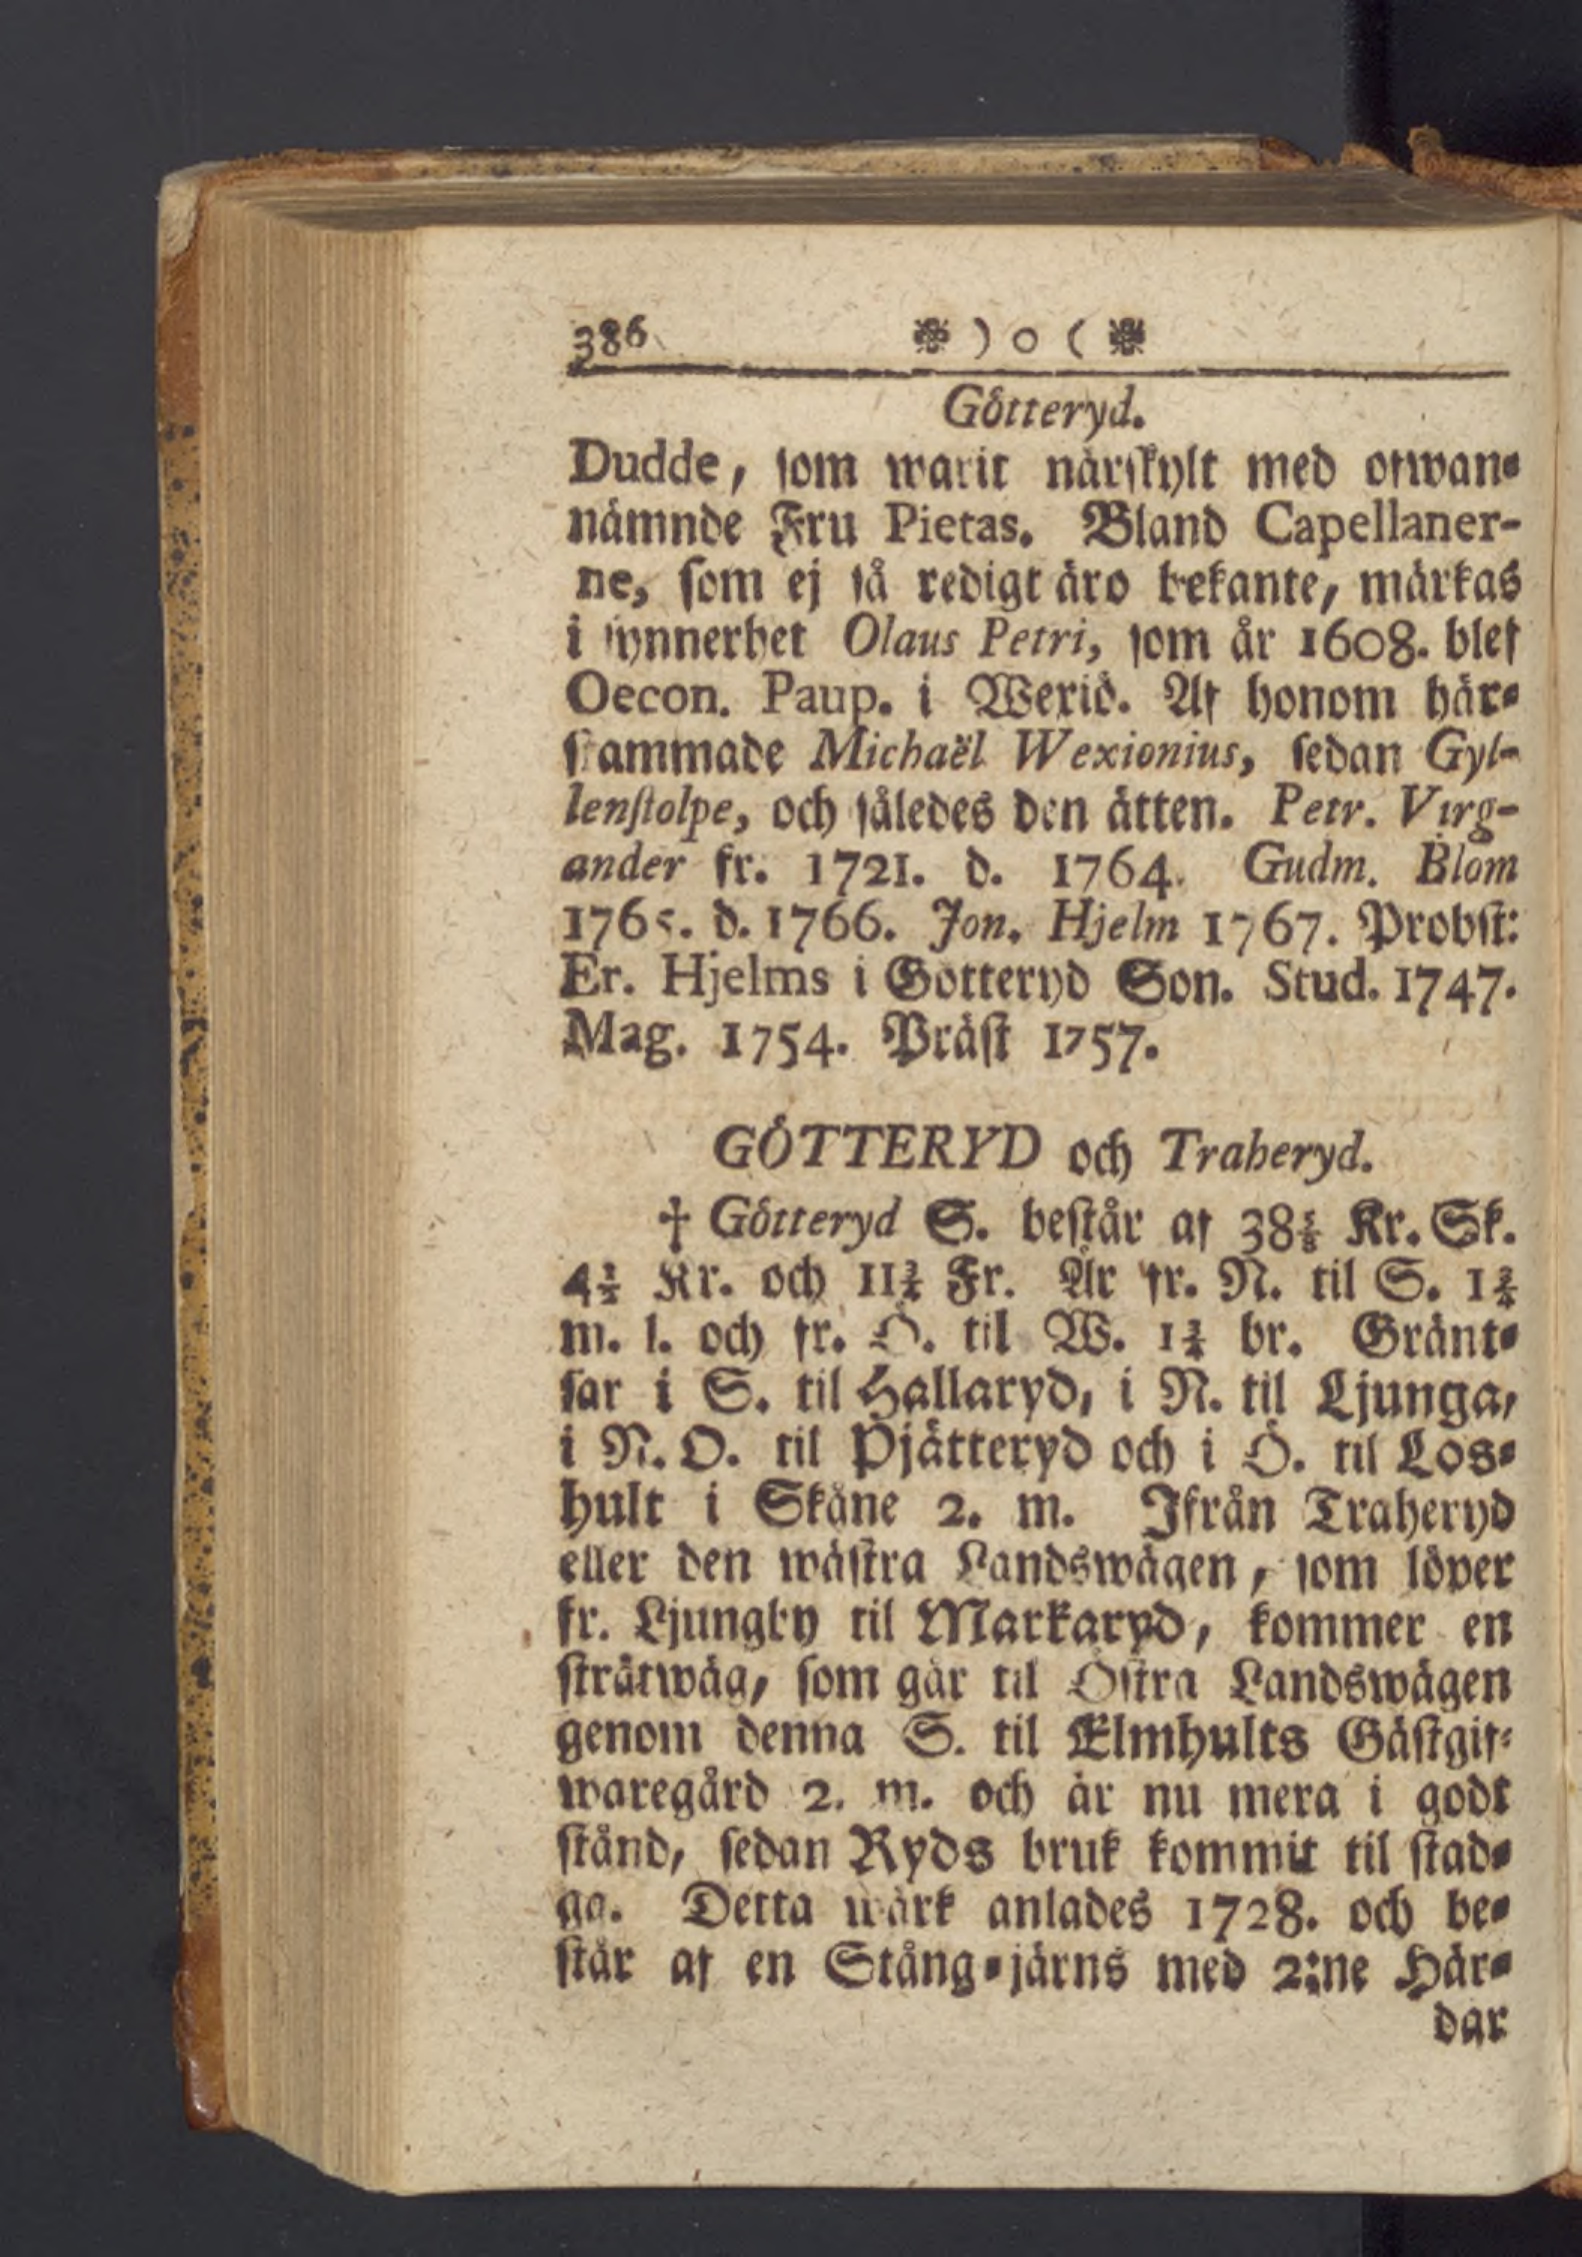 386 ❉ ) o ( ❉
Götteryd.
Dudde, som warit närskylt med ofwan-
nämnde Fru Pietas. Bland Capellaner-
ne, som ej så redigt äro bekante, märkas
i synnerhet Olaus Petri, som år 1608. blef
Oecon. Paup. i Wexiö. Af honom här-
stammade Michaël Wexionius, sedan Gyl-
lenstolpe, och således den ätten. Petr. Virg-
ander fr. 1721. d. 1764. Gudm. Blom
1765. d. 1766. Jon. Hjelm 1767. Probst:
Er. Hjelms i Götteryd Son. Stud. 1747.
Mag. 1754. Präst 1757.
GÖTTERYD och Traheryd.
† Götteryd S. består af 38⅝ Kr. Sk.
4½ Kr. och 11¾ Fr. Är fr. N. til S. 1¾
m. l. och fr. Ö. til W. 1¾ br. Gränt-
sar i S. til Hallaryd, i N. til Ljunga,
i N. O. til Pjätteryd och i Ö. til Los-
hult i Skåne 2. m. Ifrån Traheryd
eller den wästra Landswägen, som löper
fr. Ljungby til Markaryd, kommer en
stråtwäg, som går til Östra Landswägen
genom denna S. til Elmhults Gästgif-
waregård 2. m. och är nu mera i godt
stånd, sedan Ryds bruk kommit til stad-
ga. Detta wärk anlades 1728. och be-
står af en Stång-järns med 2:ne Här-
dar